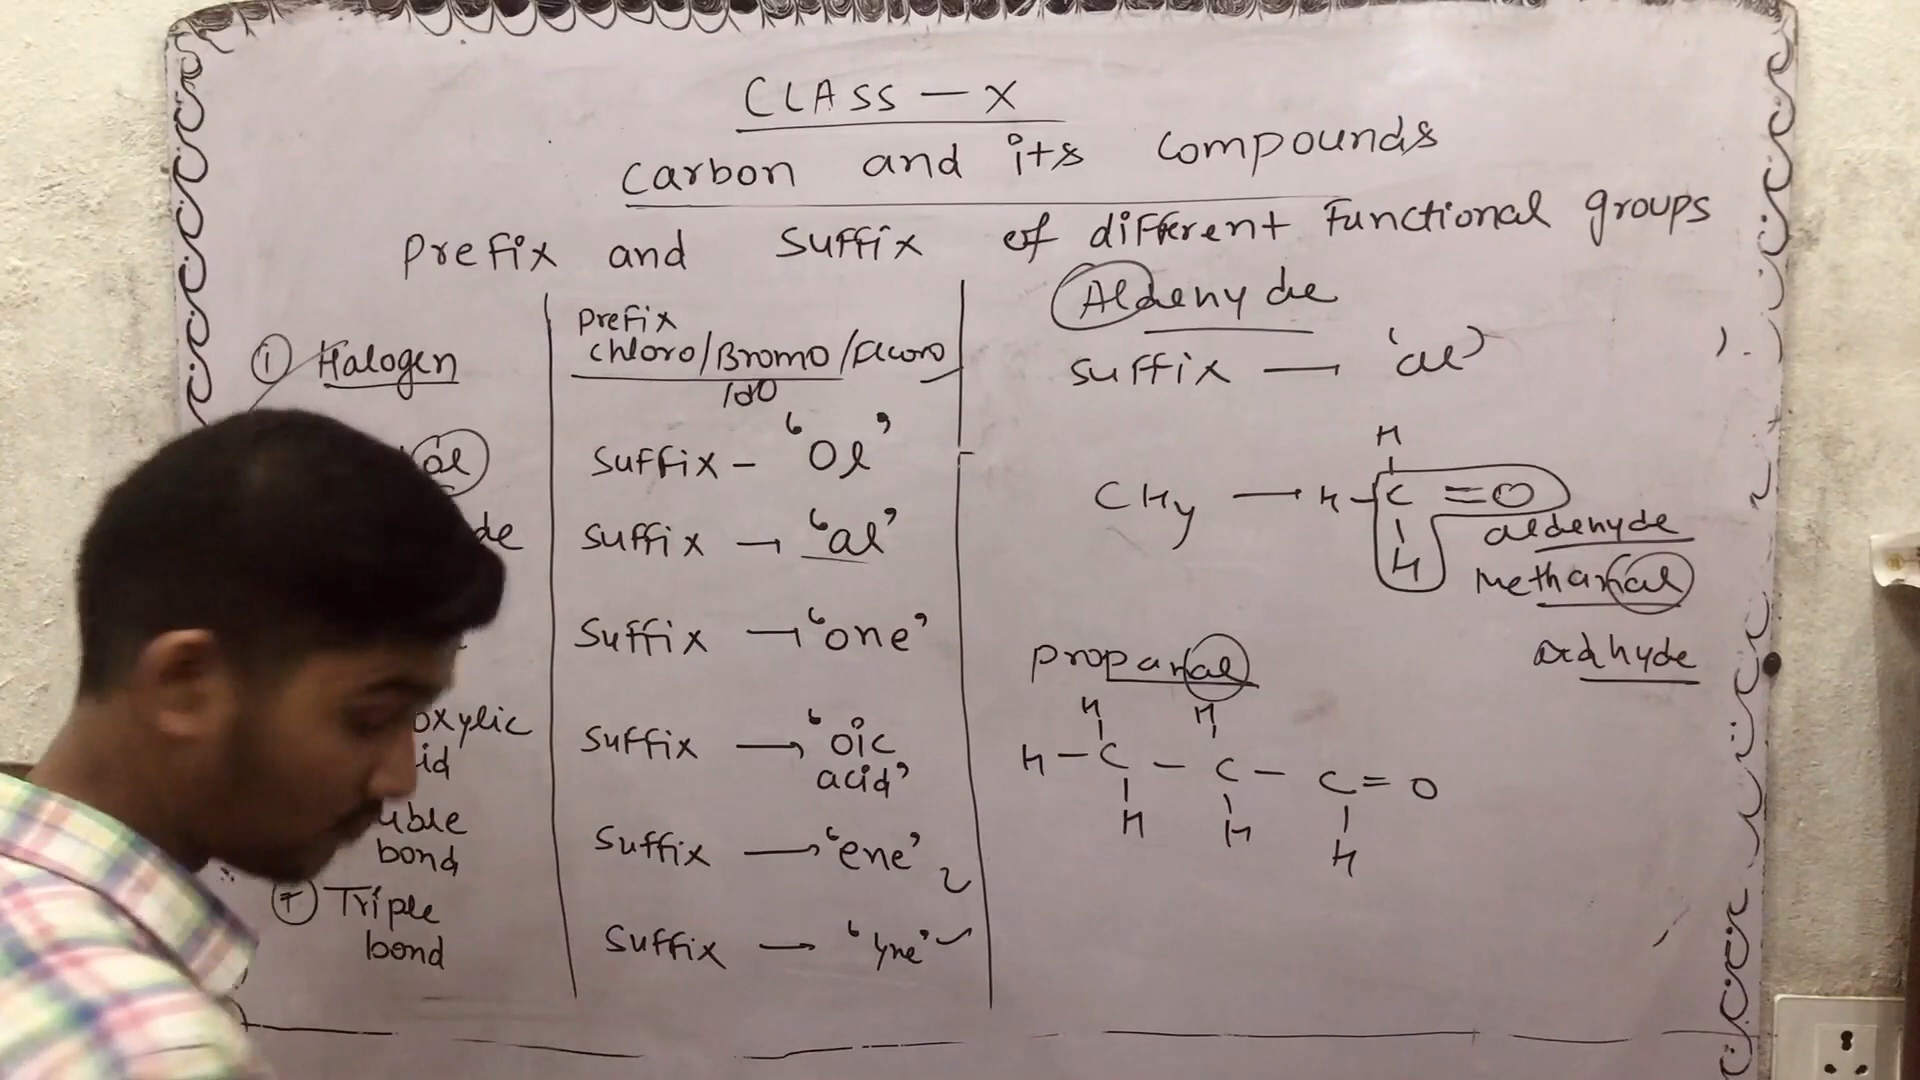 CLASS - X
Carbon and its compounds
Prefix and Suffix of different Functional groups
① Halogen
Prefix
chloro/Bromo/Fluoro
Ido
ol
Suffix - 'Ol'
de
Suffix → 'al'
Suffix → 'one'
oxylic
id
Suffix → 'oic
acid'
uble
bond
Suffix → 'ene'
⑦ Triple
bond
Suffix → 'yne'
Aldehyde
Suffix → 'al'
H
CH4 → H-C=O
H
aldehyde
Methanal
Propanal
H H
H-C-C-C=O
H H H